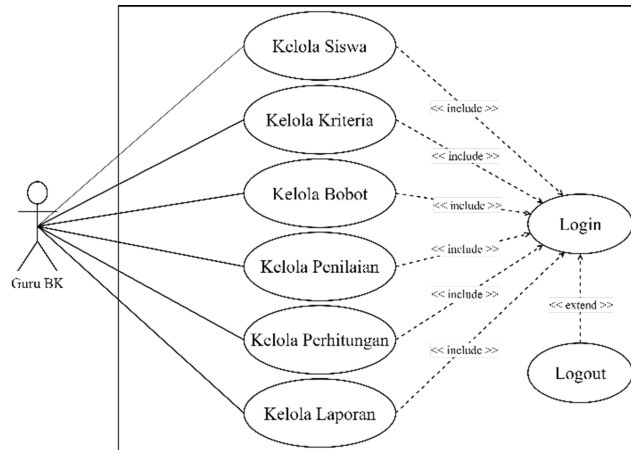 Kelola Siswa
<< include >>
Kelola Kriteria
<< include >>
Kelola Bobot
<< include >>
Login
Kelola Penilaian
<< include >>
Guru BK
<< include >>
<< extend >>
Kelola Perhitungan
<< include >>
Logout
Kelola Laporan